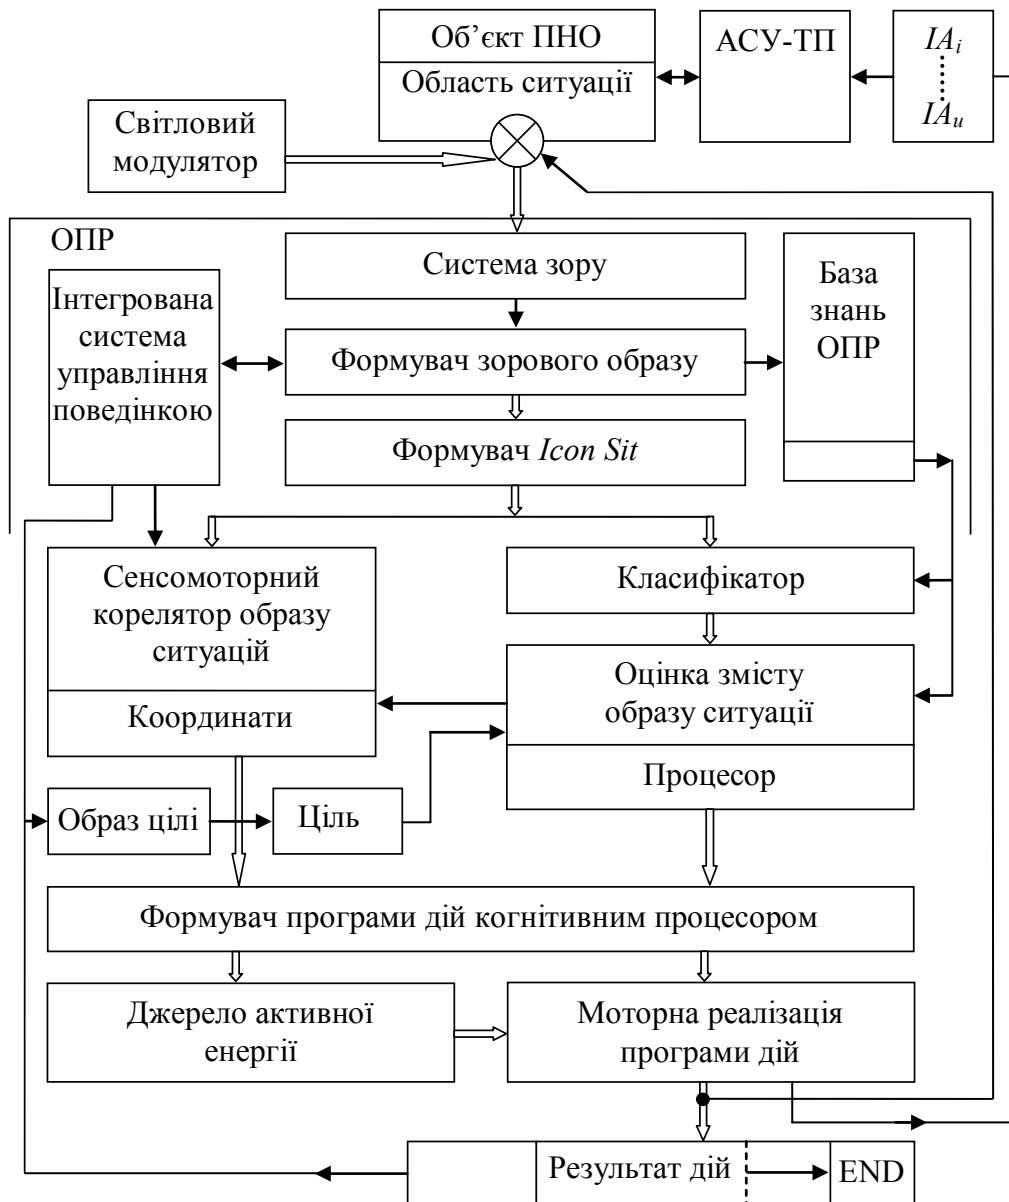 Об’єкт ПНО
Область ситуації
АСУ-ТП
IAi
IAu
Світловий
модулятор
ОПР
Система зору
База
знань
ОПР
Інтегрована
система
управління
поведінкою
Формувач зорового образу
Формувач Icon Sit
Сенсомоторний
корелятор образу
ситуацій
Координати
Класифікатор
Оцінка змісту
образу ситуації
Процесор
Образ цілі
Ціль
Формувач програми дій когнітивним процесором
Джерело активної
енергії
Моторна реалізація
програми дій
Результат дій
END